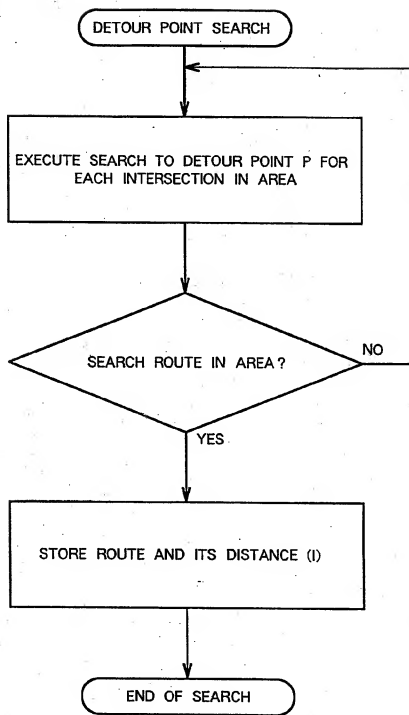 DETOUR POINT SEARCH
EXECUTE SEARCH TO DETOUR POINT P FOR
EACH INTERSECTION IN AREA
SEARCH ROUTE IN AREA?
NO
YES
STORE ROUTE AND ITS DISTANCE (I)
END OF SEARCH